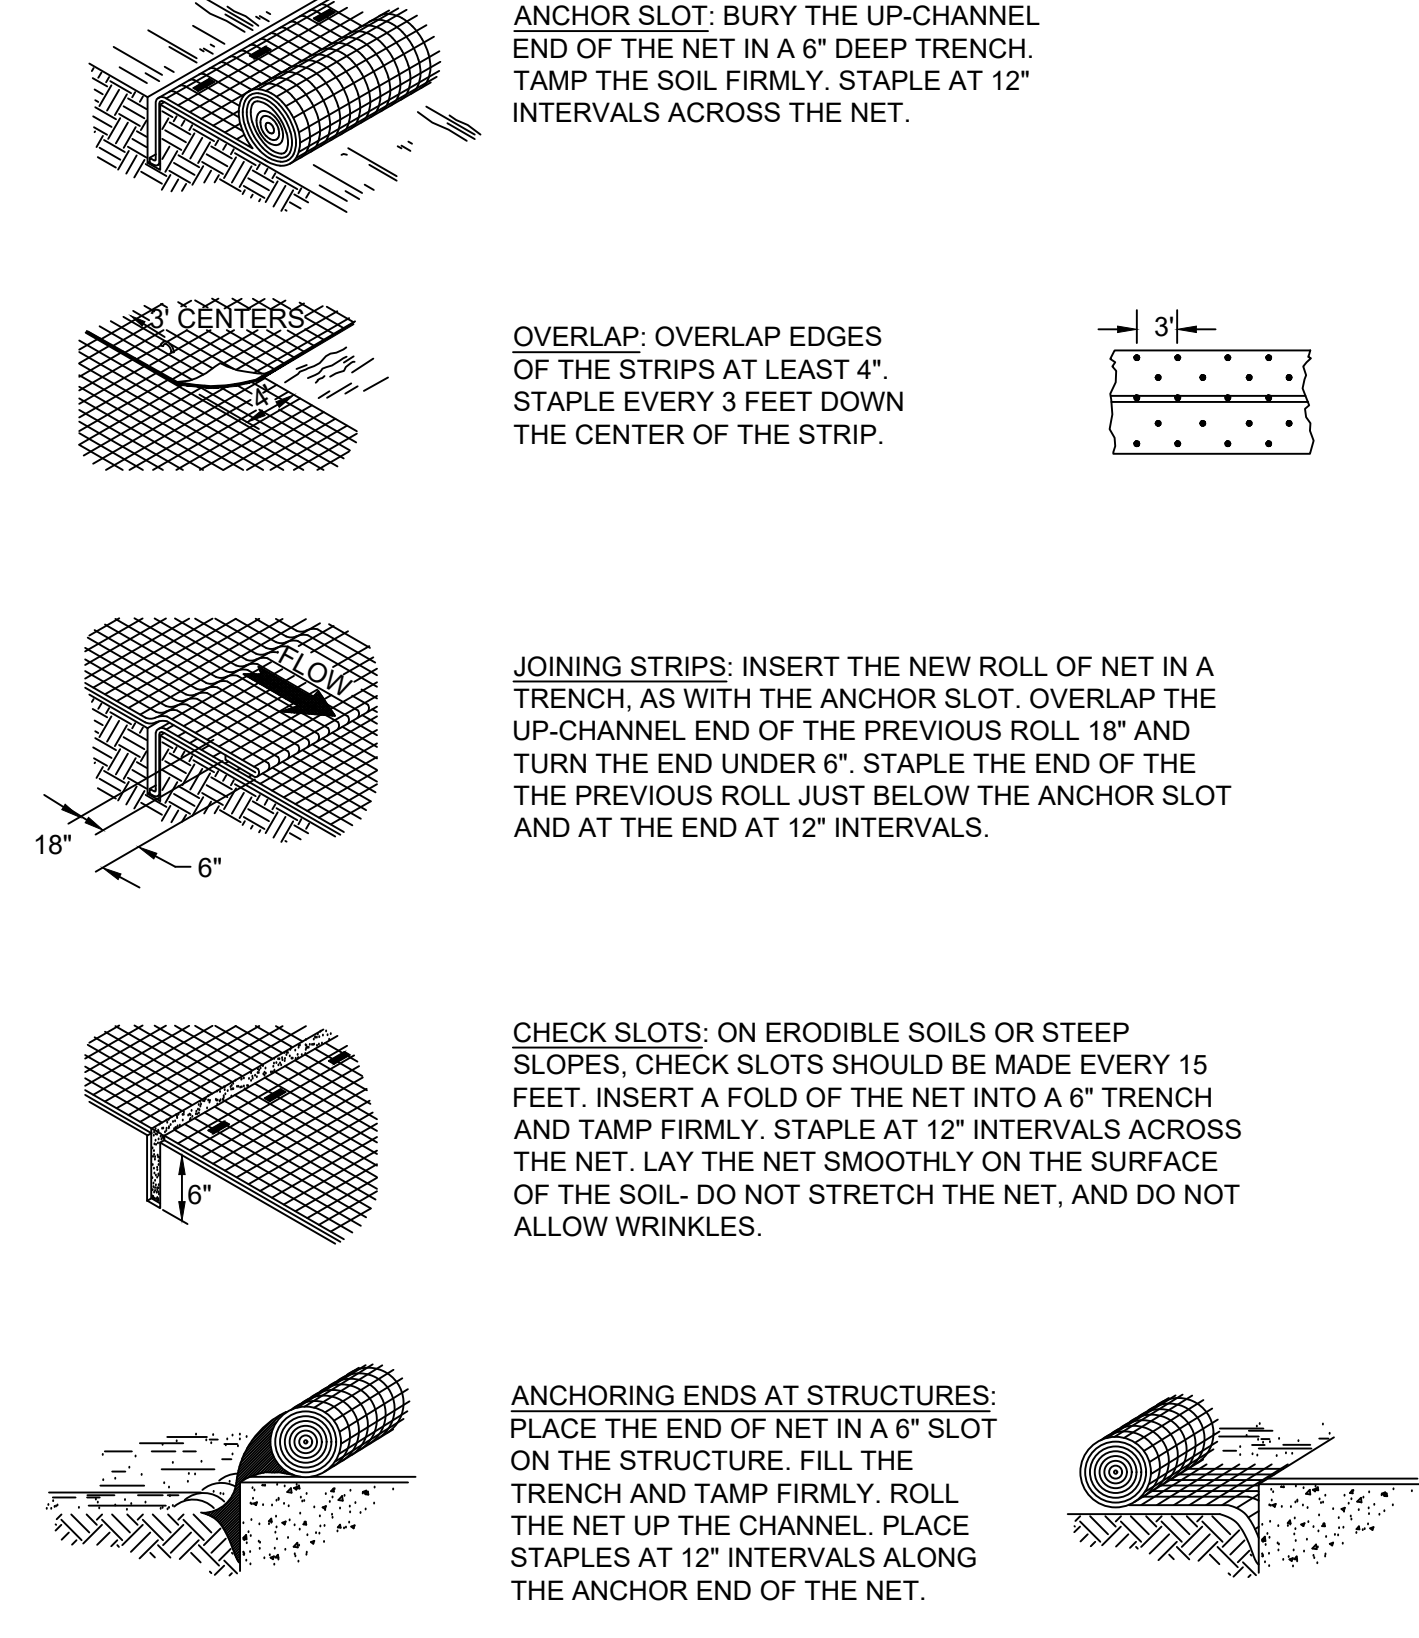 ANCHOR SLOT: BURY THE UP-CHANNEL
END OF THE NET IN A 6" DEEP TRENCH.
TAMP THE SOIL FIRMLY. STAPLE AT 12"
INTERVALS ACROSS THE NET.
3' CENTERS
4"
OVERLAP: OVERLAP EDGES
OF THE STRIPS AT LEAST 4".
STAPLE EVERY 3 FEET DOWN
THE CENTER OF THE STRIP.
3'
FLOW
18"
6"
JOINING STRIPS: INSERT THE NEW ROLL OF NET IN A
TRENCH, AS WITH THE ANCHOR SLOT. OVERLAP THE
UP-CHANNEL END OF THE PREVIOUS ROLL 18" AND
TURN THE END UNDER 6". STAPLE THE END OF THE
THE PREVIOUS ROLL JUST BELOW THE ANCHOR SLOT
AND AT THE END AT 12" INTERVALS.
6"
CHECK SLOTS: ON ERODIBLE SOILS OR STEEP
SLOPES, CHECK SLOTS SHOULD BE MADE EVERY 15
FEET. INSERT A FOLD OF THE NET INTO A 6" TRENCH
AND TAMP FIRMLY. STAPLE AT 12" INTERVALS ACROSS
THE NET. LAY THE NET SMOOTHLY ON THE SURFACE
OF THE SOIL- DO NOT STRETCH THE NET, AND DO NOT
ALLOW WRINKLES.
ANCHORING ENDS AT STRUCTURES:
PLACE THE END OF NET IN A 6" SLOT
ON THE STRUCTURE. FILL THE
TRENCH AND TAMP FIRMLY. ROLL
THE NET UP THE CHANNEL. PLACE
STAPLES AT 12" INTERVALS ALONG
THE ANCHOR END OF THE NET.